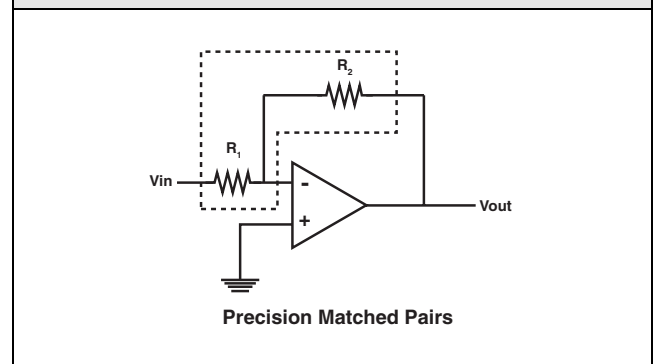 R2
R1
Vin
-
+
Vout
Precision Matched Pairs